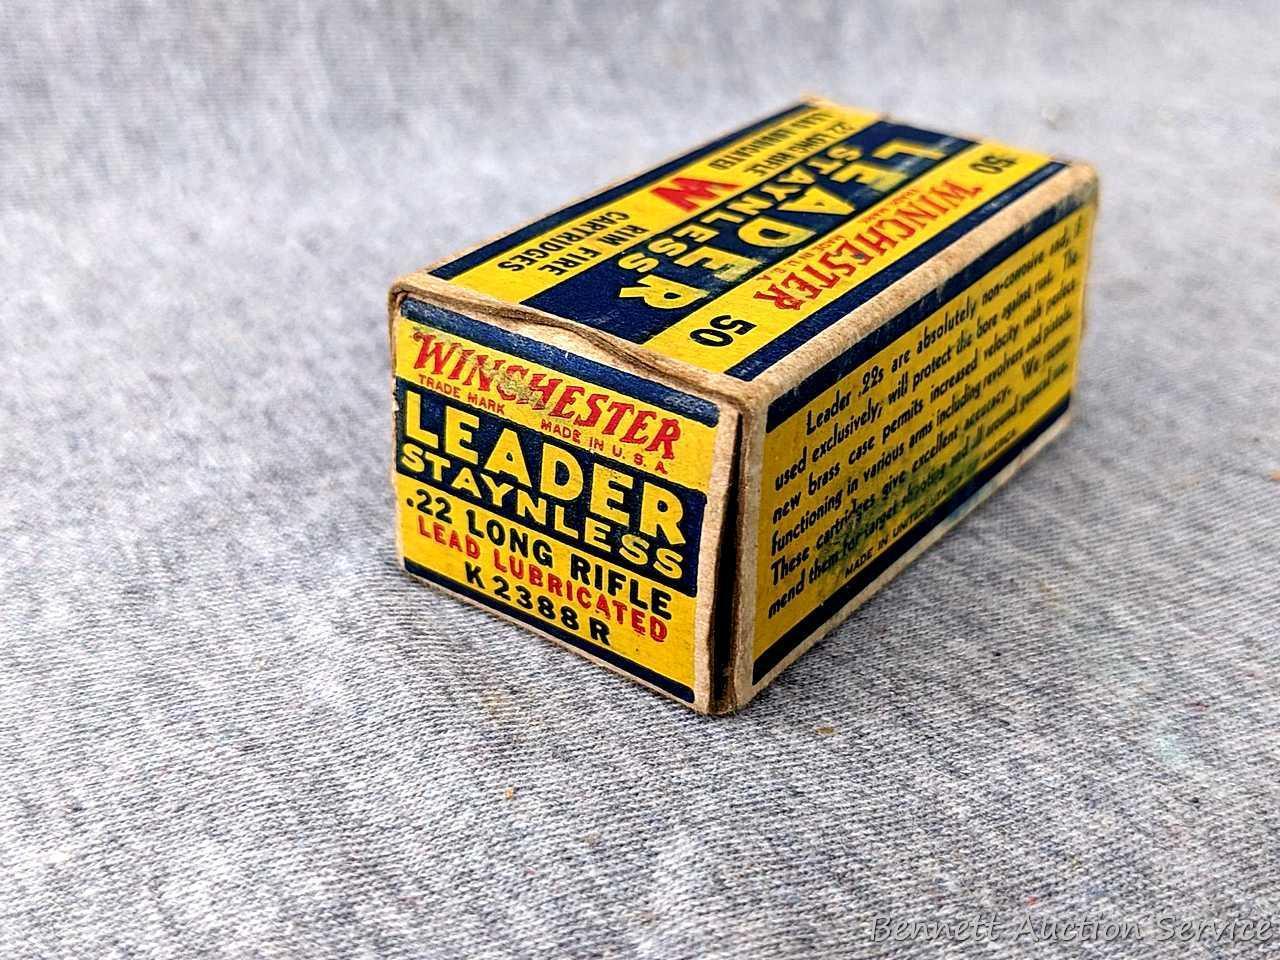 22 LONG RIFLE
LEAD LUBRICATED
W
RIM FIRE
CARTRIDGES
LEADER
STAYNLESS
50
WINCHESTER
TRADE MARK
MADE IN U.S.A.
50
WINCHESTER
TRADE MARK
MADE IN U.S.A.
LEADER
STAYNLESS
.22 LONG RIFLE
LEAD LUBRICATED
K2388R
Leader .22s are absolutely non-corrosive and, if
used exclusively, will protect the bore against rust. The
new brass case permits increased velocity with perfect
functioning in various arms including revolvers and pistols.
These cartridges give excellent accuracy. We recom-
mend them for target shooting and all around general use.
MADE IN UNITED STATES OF AMERICA
Bennett Auction Service